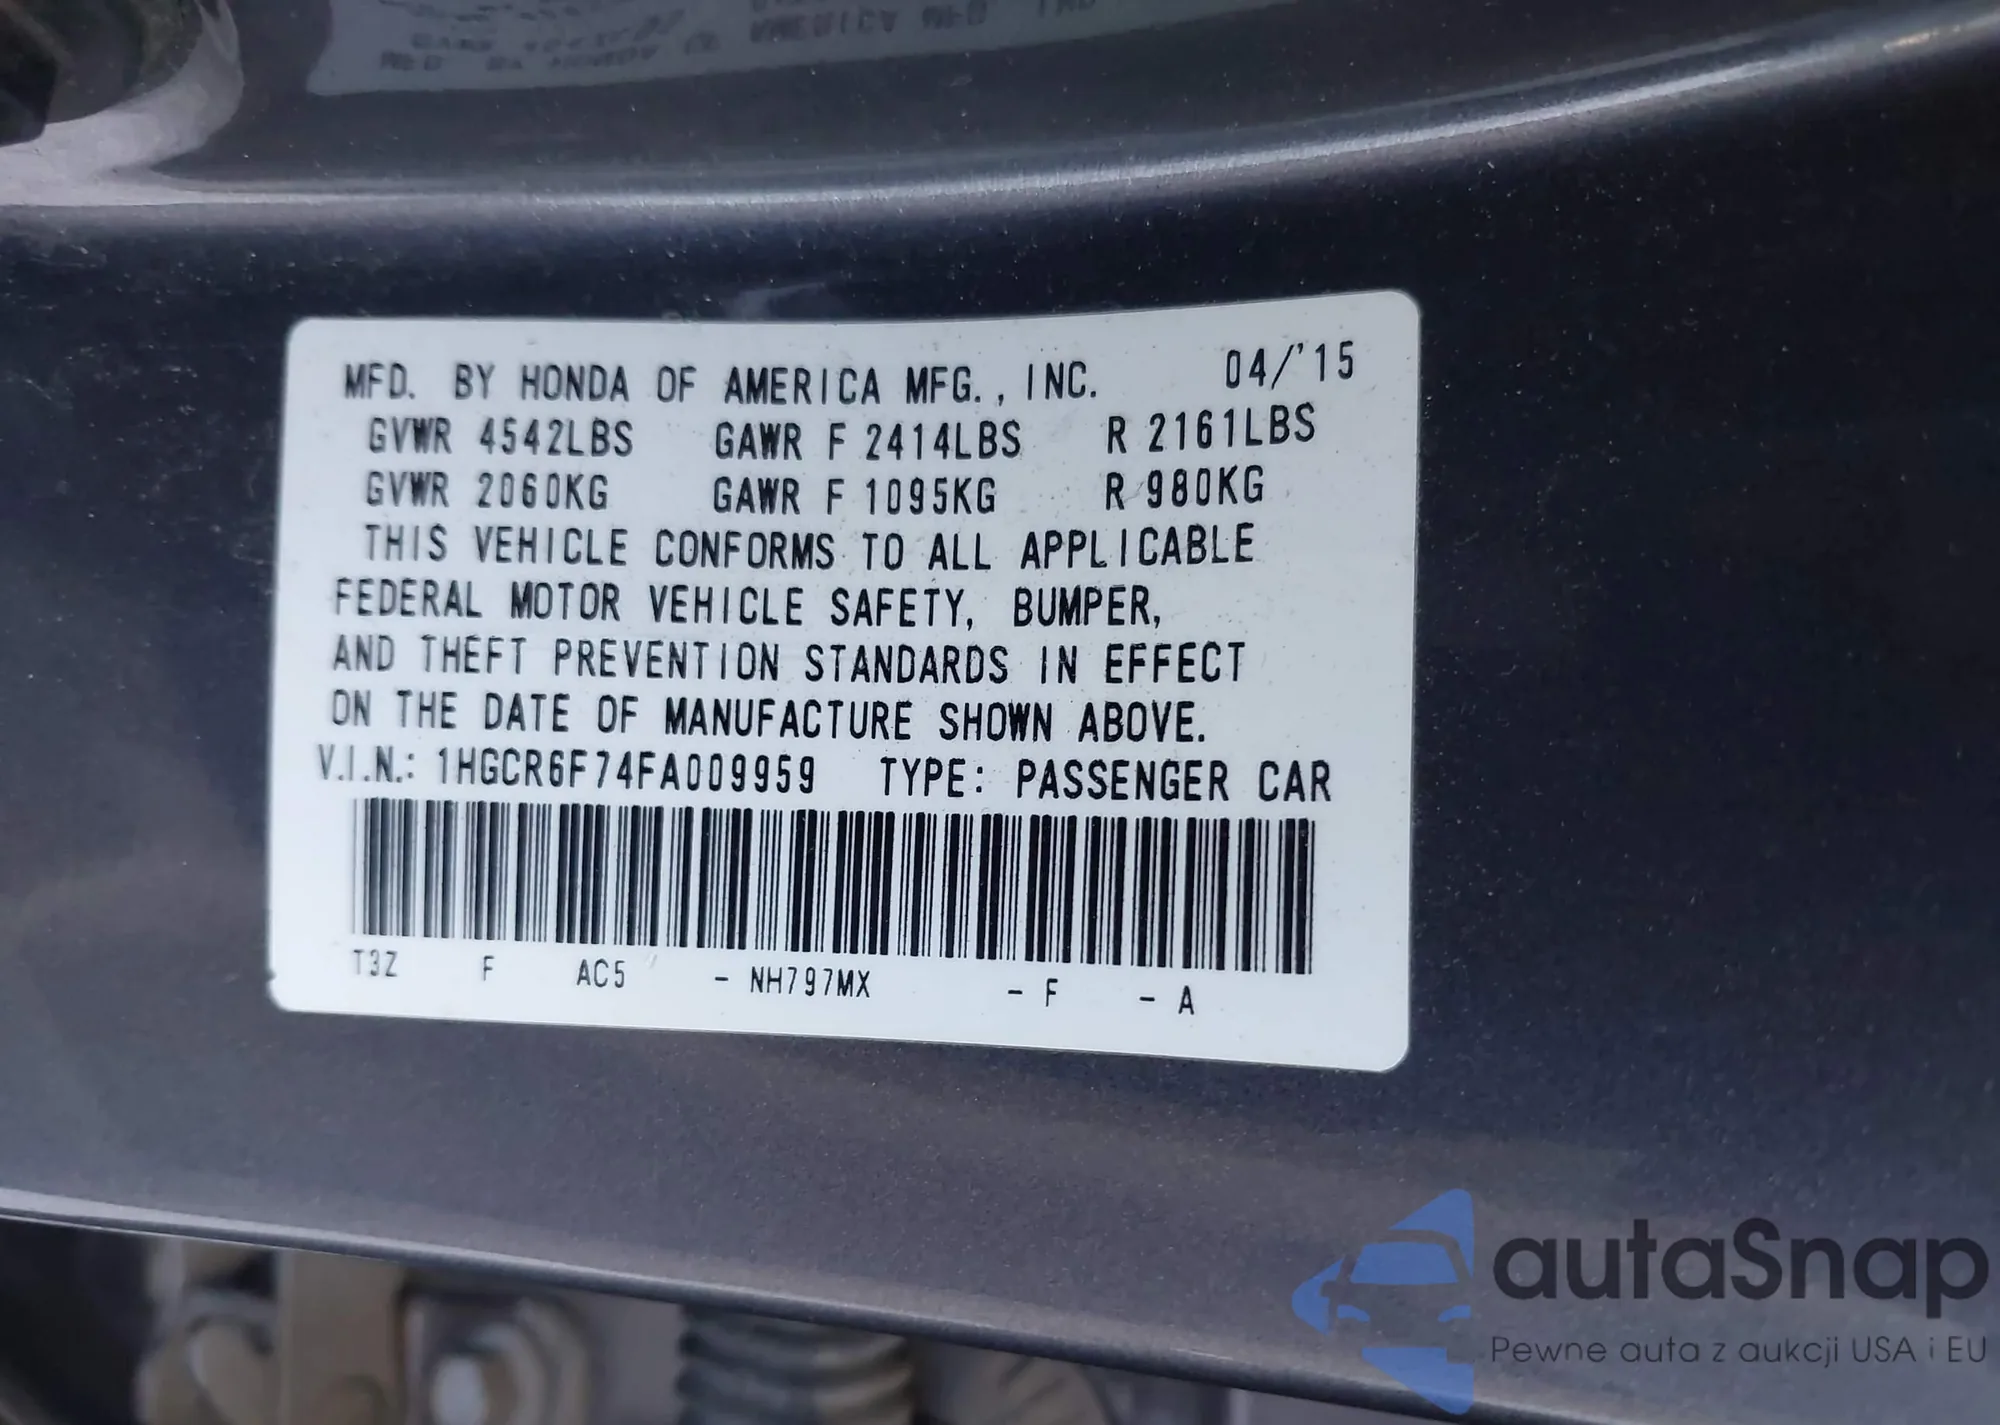 MFD. BY HONDA OF AMERICA MFG., INC. 04/'15
GVWR 4542LBS GAWR F 2414LBS R 2161LBS
GVWR 2060KG GAWR F 1095KG R 980KG
THIS VEHICLE CONFORMS TO ALL APPLICABLE
FEDERAL MOTOR VEHICLE SAFETY, BUMPER,
AND THEFT PREVENTION STANDARDS IN EFFECT
ON THE DATE OF MANUFACTURE SHOWN ABOVE.
V.I.N.: 1HGCR6F74FA009959 TYPE: PASSENGER CAR
T3Z F AC5 - NH797MX - F - A
autaSnap
Pewne auta z aukcji USA i EU